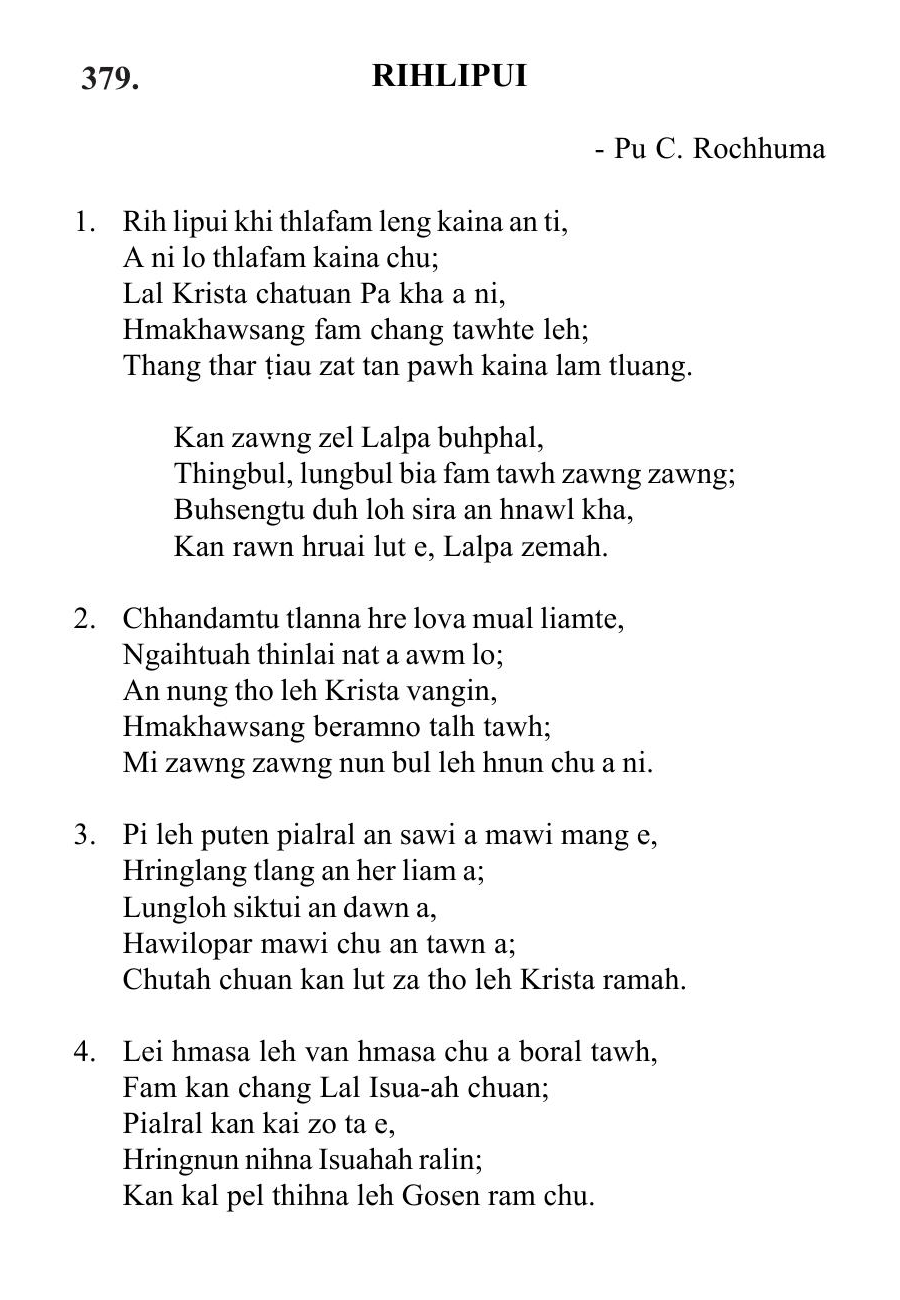 379. RIHLIPUI
- Pu C. Rochhuma
1. Rih lipui khi thlafam leng kaina an ti,
A ni lo thlafam kaina chu;
Lal Krista chatuan Pa kha a ni,
Hmakhawsang fam chang tawhte leh;
Thang thar ṭiau zat tan pawh kaina lam tluang.
Kan zawng zel Lalpa buhphal,
Thingbul, lungbul bia fam tawh zawng zawng;
Buhsengtu duh loh sira an hnawl kha,
Kan rawn hruai lut e, Lalpa zemah.
2. Chhandamtu tlanna hre lova mual liamte,
Ngaihtuah thinlai nat a awm lo;
An nung tho leh Krista vangin,
Hmakhawsang beramno talh tawh;
Mi zawng zawng nun bul leh hnun chu a ni.
3. Pi leh puten pialral an sawi a mawi mang e,
Hringlang tlang an her liam a;
Lungloh siktui an dawn a,
Hawilopar mawi chu an tawn a;
Chutah chuan kan lut za tho leh Krista ramah.
4. Lei hmasa leh van hmasa chu a boral tawh,
Fam kan chang Lal Isua-ah chuan;
Pialral kan kai zo ta e,
Hringnun nihna Isuahah ralin;
Kan kal pel thihna leh Gosen ram chu.